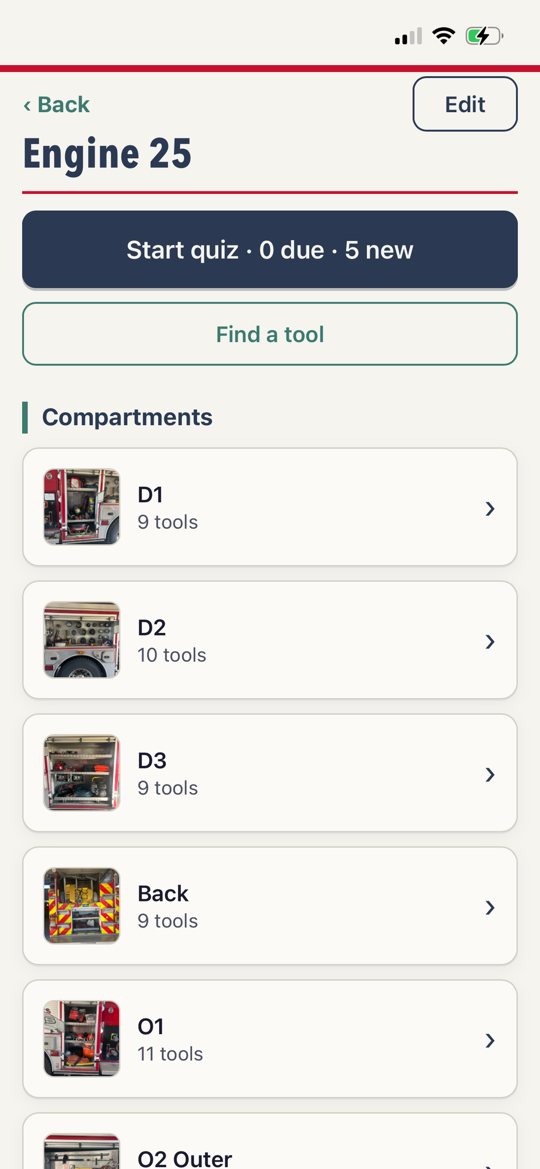 ‹ Back
Edit
Engine 25
Start quiz · 0 due · 5 new
Find a tool
Compartments
D1
9 tools
D2
10 tools
D3
9 tools
Back
9 tools
O1
11 tools
O2 Outer